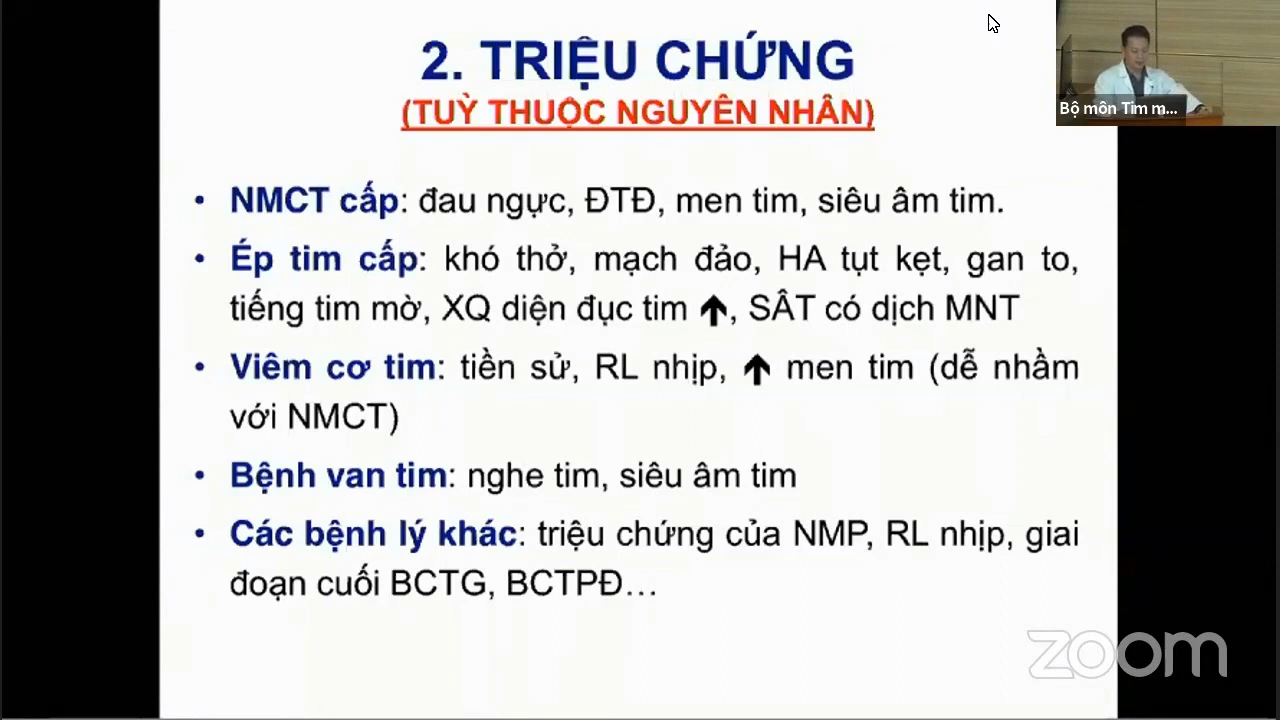 2. TRIỆU CHỨNG
(TUỲ THUỘC NGUYÊN NHÂN)
Bộ môn Tim m...
• NMCT cấp: đau ngực, ĐTĐ, men tim, siêu âm tim.
• Ép tim cấp: khó thở, mạch đảo, HA tụt kẹt, gan to,
tiếng tim mờ, XQ diện đục tim ↑, SÂT có dịch MNT
• Viêm cơ tim: tiền sử, RL nhịp, ↑ men tim (dễ nhầm
với NMCT)
• Bệnh van tim: nghe tim, siêu âm tim
• Các bệnh lý khác: triệu chứng của NMP, RL nhịp, giai
đoạn cuối BCTG, BCTPĐ...
zoom